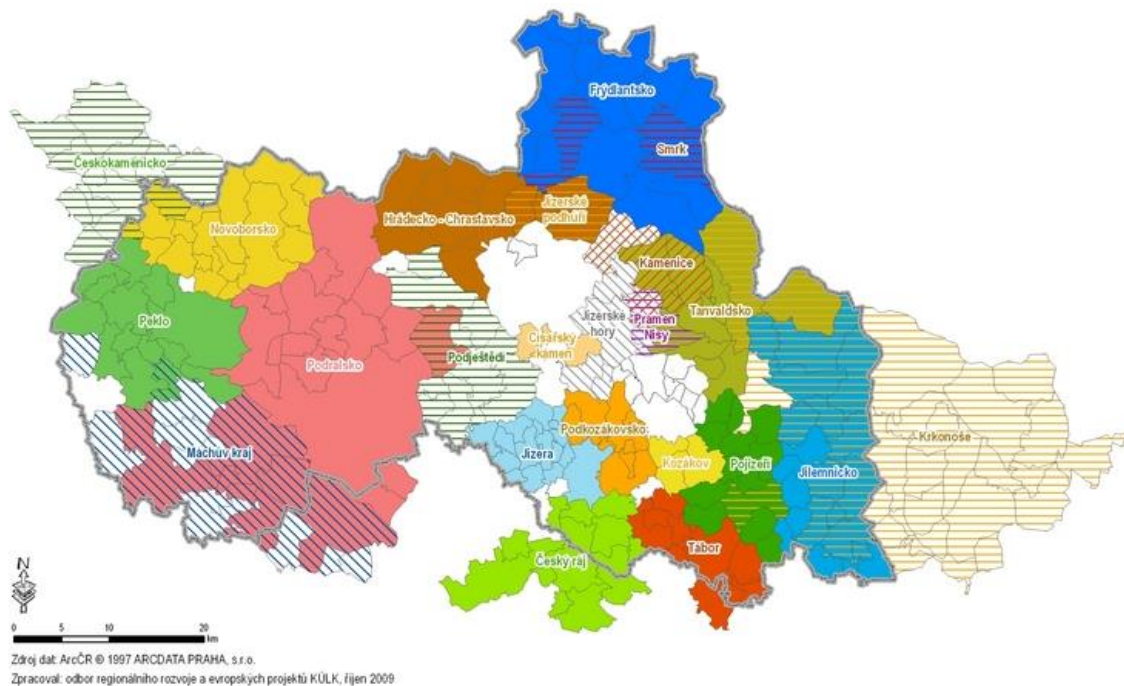 Frýdlantsko
Českokamenicko
Smrk
Jizerské
podhůří
Hrádecko - Chrastavsko
Novoborsko
Kamenice
Tanvaldsko
Pramen
Nisy
Jizerské
hory
Peklo
Císařský
kámen
Podještědí
Podralsko
Podkozákovsko
Krkonoše
Máchův kraj
Jizera
Kozákov
Pojizeří
Jilemnicko
Tábor
Český ráj
N
0 5 10 20
km
Zdroj dat: ArcČR © 1997 ARCDATA PRAHA, s.r.o.
Zpracoval: odbor regionálního rozvoje a evropských projektů KÚLK, říjen 2009